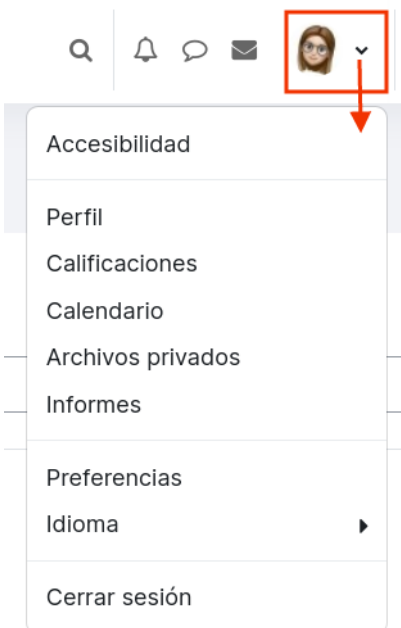 Accesibilidad
Perfil
Calificaciones
Calendario
Archivos privados
Informes
Preferencias
Idioma
Cerrar sesión